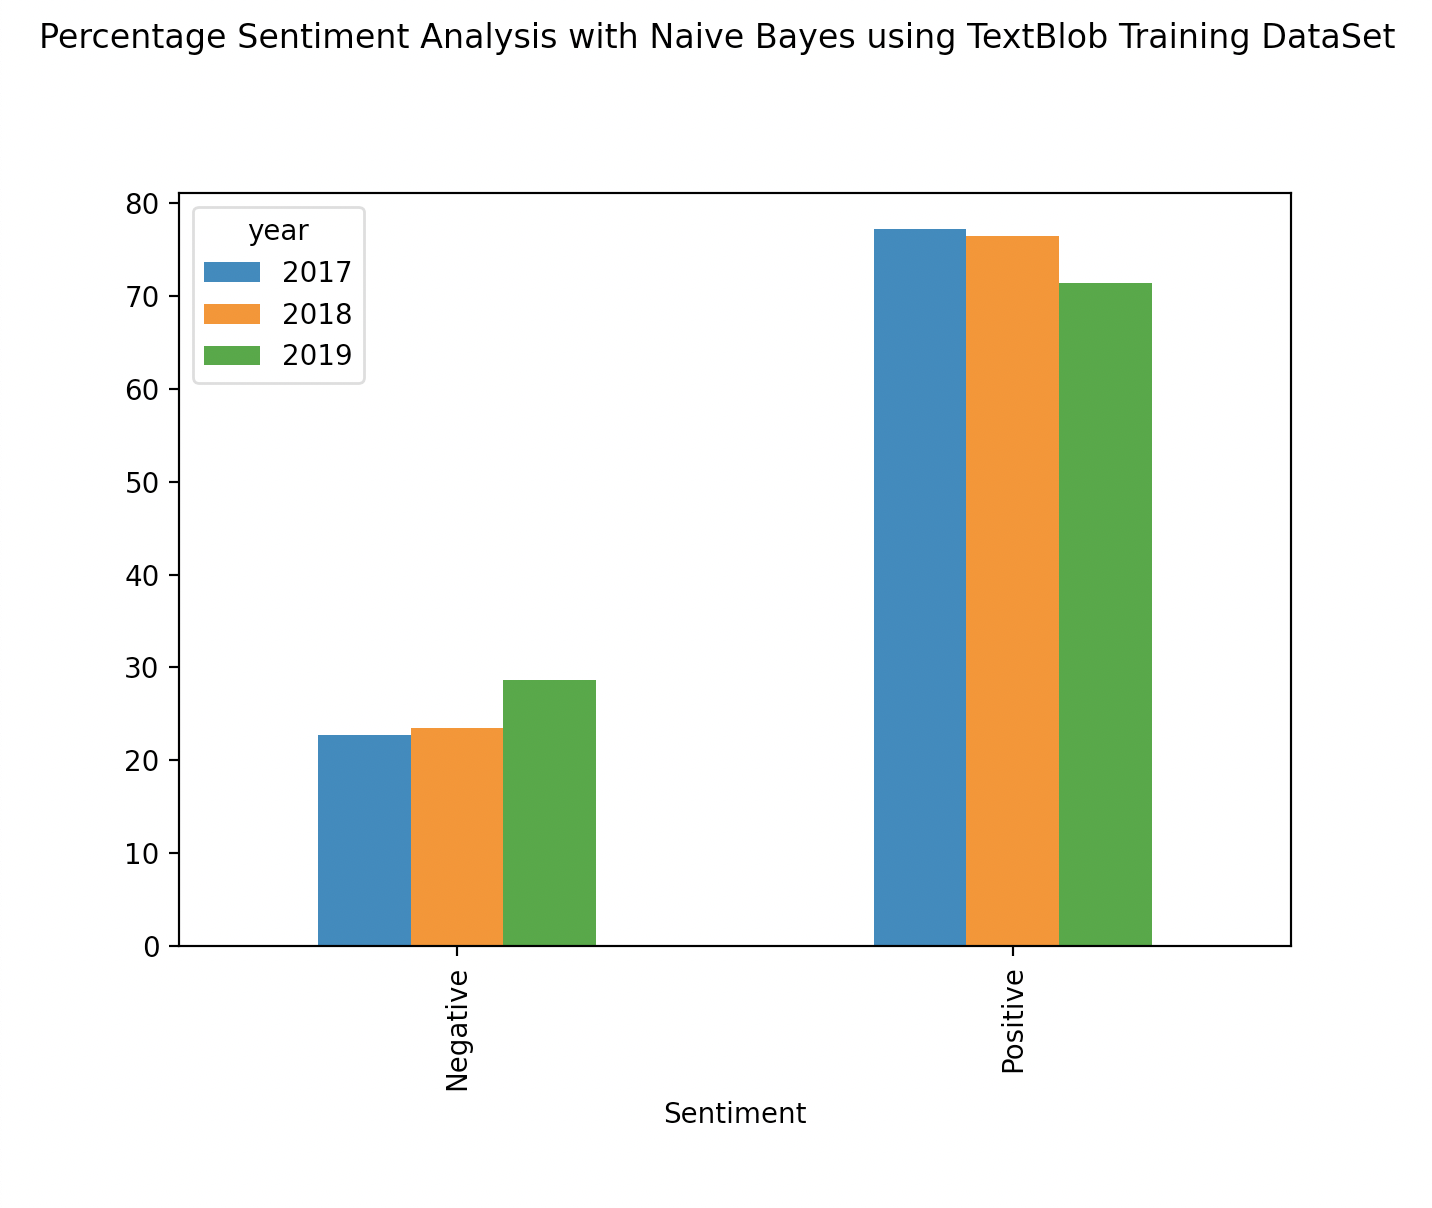 Percentage Sentiment Analysis with Naive Bayes using TextBlob Training DataSet
80
70
60
50
40
30
20
10
0
year
2017
2018
2019
Negative
Positive
Sentiment